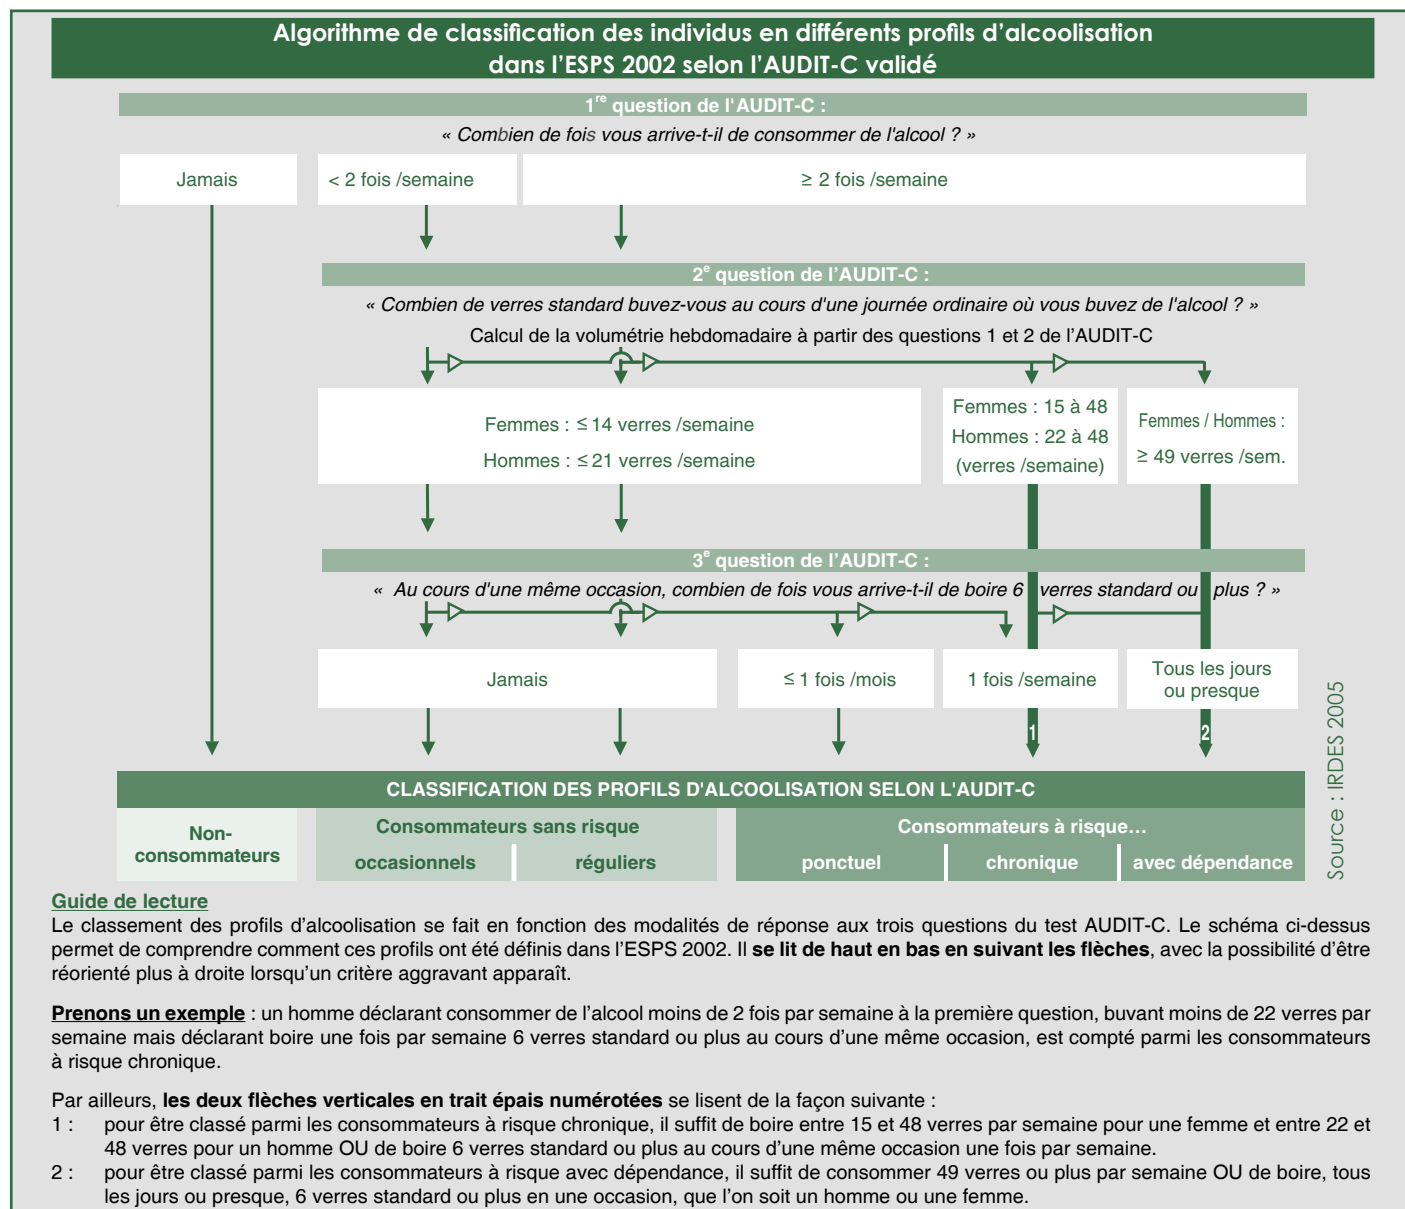 Algorithme de classification des individus en différents profils d'alcoolisation
dans l'ESPS 2002 selon l'AUDIT-C validé
1re question de l'AUDIT-C :
« Combien de fois vous arrive-t-il de consommer de l'alcool ? »
Jamais
< 2 fois /semaine
≥ 2 fois /semaine
2e question de l'AUDIT-C :
« Combien de verres standard buvez-vous au cours d'une journée ordinaire où vous buvez de l'alcool ? »
Calcul de la volumétrie hebdomadaire à partir des questions 1 et 2 de l'AUDIT-C
Femmes : ≤ 14 verres /semaine
Hommes : ≤ 21 verres /semaine
Femmes : 15 à 48
Hommes : 22 à 48
(verres /semaine)
Femmes / Hommes :
≥ 49 verres /sem.
3e question de l'AUDIT-C :
« Au cours d'une même occasion, combien de fois vous arrive-t-il de boire 6 verres standard ou plus ? »
Jamais
≤ 1 fois /mois
1 fois /semaine
Tous les jours
ou presque
1
2
CLASSIFICATION DES PROFILS D'ALCOOLISATION SELON L'AUDIT-C
Non-
consommateurs
Consommateurs sans risque
occasionnels
réguliers
Consommateurs à risque…
ponctuel
chronique
avec dépendance
Source : IRDES 2005
Guide de lecture
Le classement des profils d'alcoolisation se fait en fonction des modalités de réponse aux trois questions du test AUDIT-C. Le schéma ci-dessus
permet de comprendre comment ces profils ont été définis dans l'ESPS 2002. Il se lit de haut en bas en suivant les flèches, avec la possibilité d'être
réorienté plus à droite lorsqu'un critère aggravant apparaît.
Prenons un exemple : un homme déclarant consommer de l'alcool moins de 2 fois par semaine à la première question, buvant moins de 22 verres par
semaine mais déclarant boire une fois par semaine 6 verres standard ou plus au cours d'une même occasion, est compté parmi les consommateurs
à risque chronique.
Par ailleurs, les deux flèches verticales en trait épais numérotées se lisent de la façon suivante :
1 : pour être classé parmi les consommateurs à risque chronique, il suffit de boire entre 15 et 48 verres par semaine pour une femme et entre 22 et
48 verres pour un homme OU de boire 6 verres standard ou plus au cours d'une même occasion une fois par semaine.
2 : pour être classé parmi les consommateurs à risque avec dépendance, il suffit de consommer 49 verres ou plus par semaine OU de boire, tous
les jours ou presque, 6 verres standard ou plus en une occasion, que l'on soit un homme ou une femme.